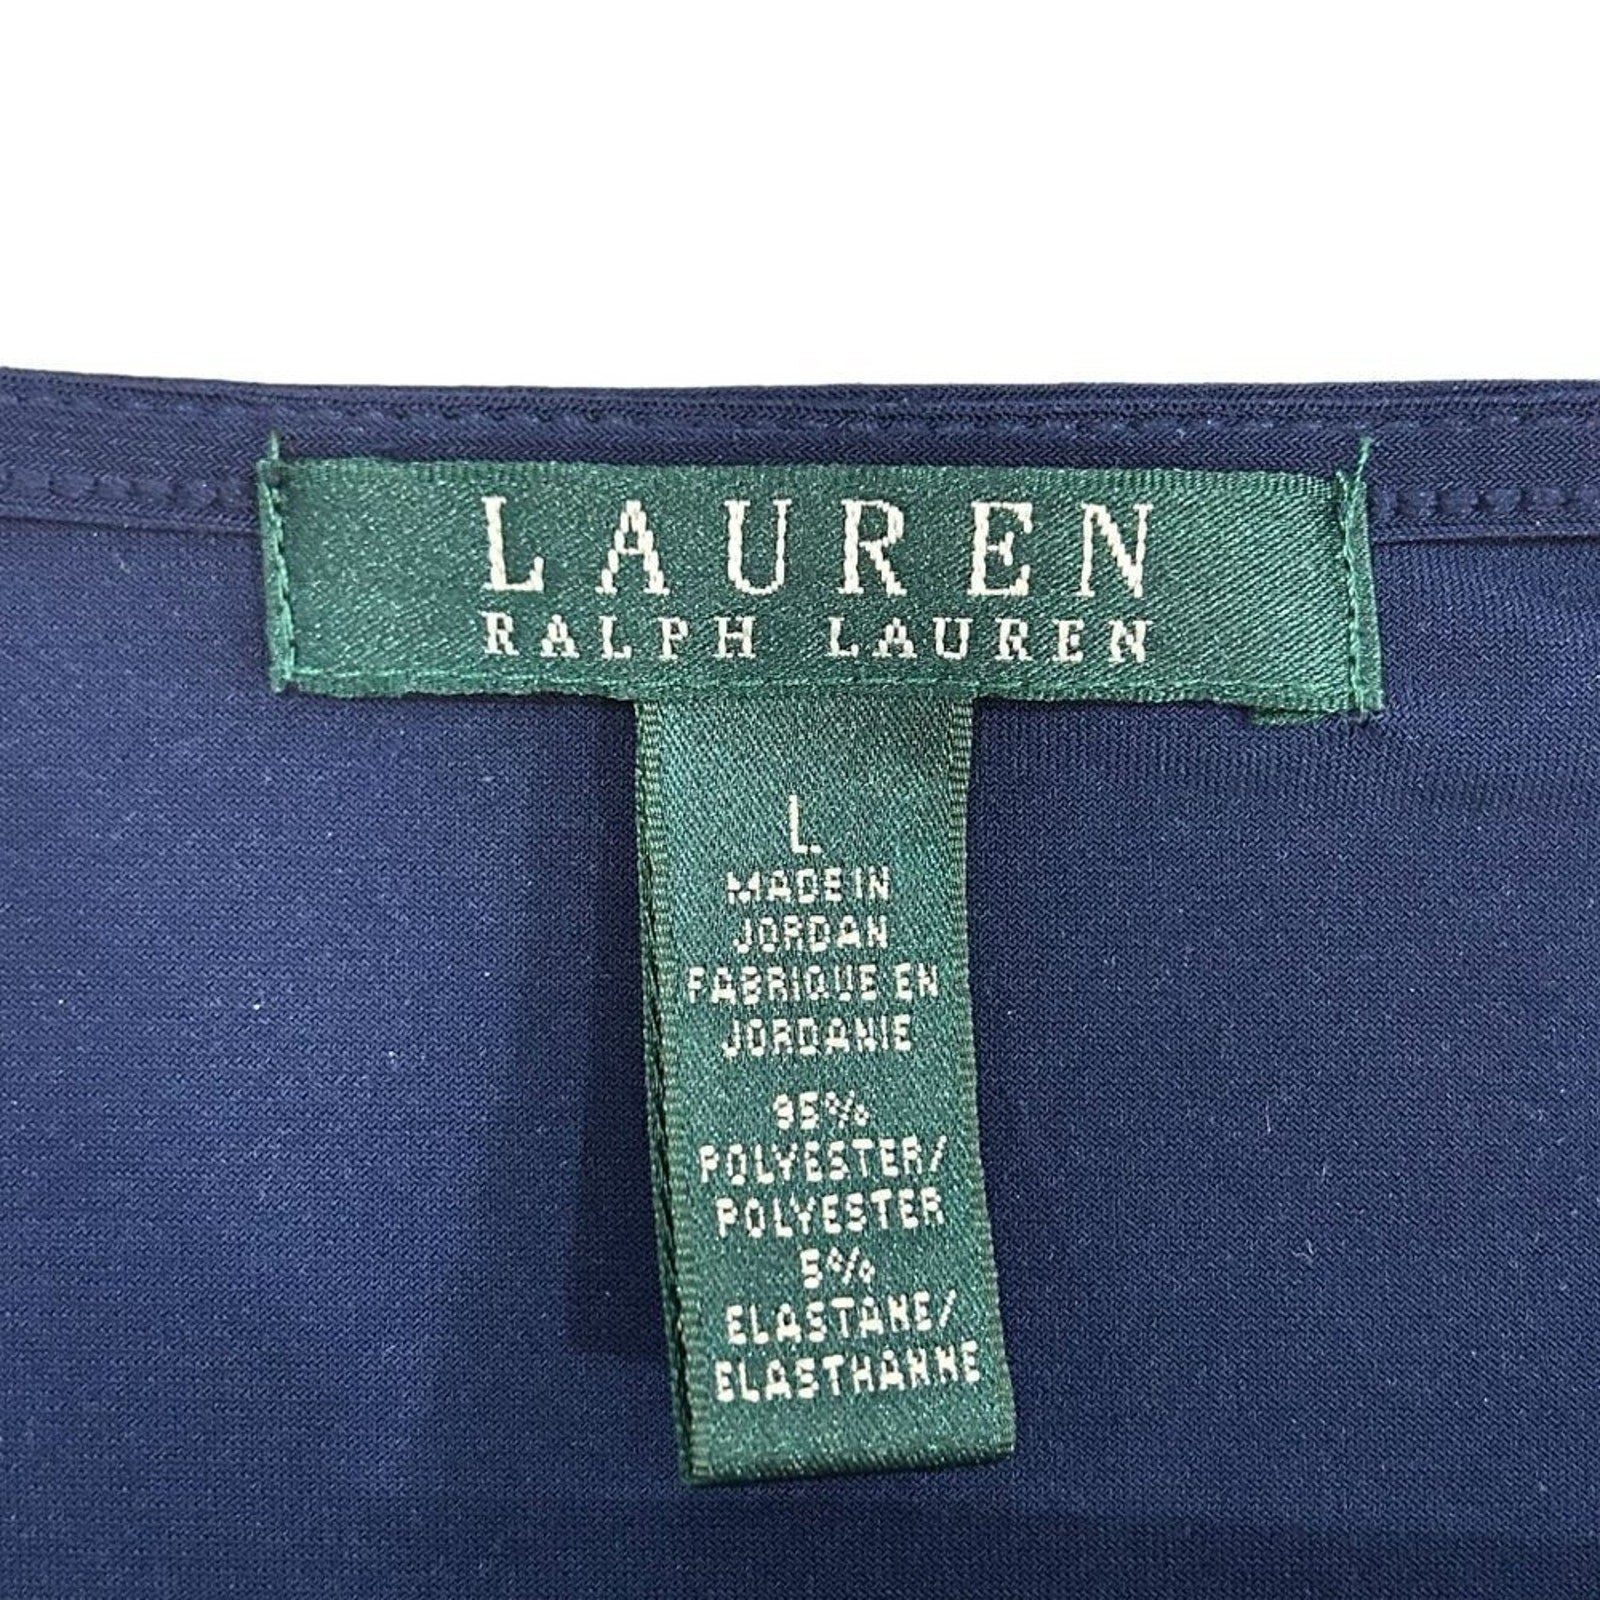 LAUREN
RALPH LAUREN
L
MADE IN
JORDAN
FABRIQUE EN
JORDANIE
95%
POLYESTER/
POLYESTER
5%
ELASTANE/
ELASTHANNE